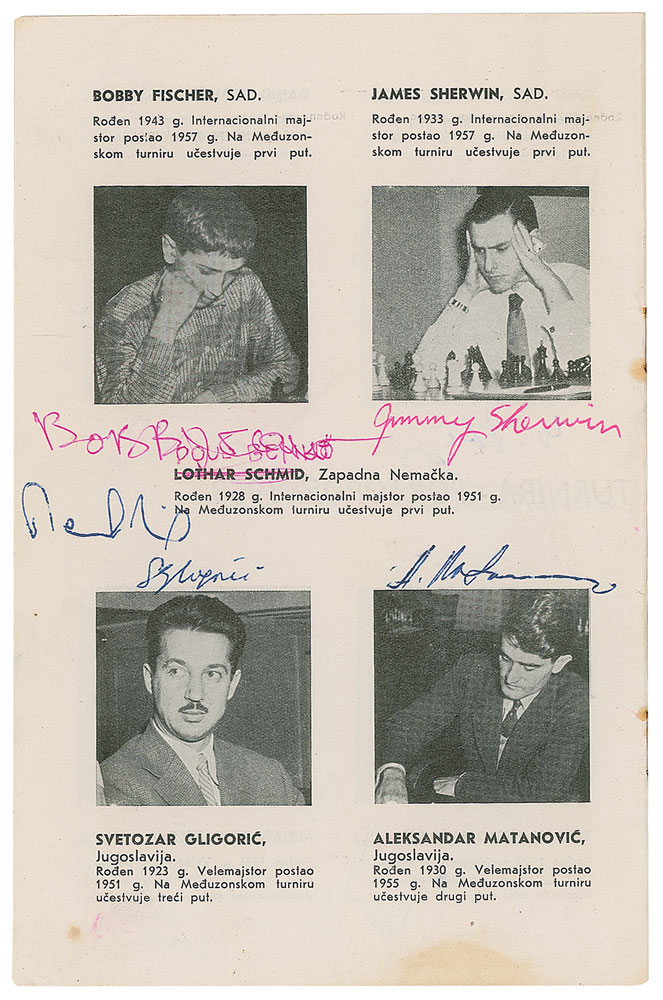 BOBBY FISCHER, SAD.
Rođen 1943 g. Internacionalni maj-
stor postao 1957 g. Na Međuzon-
skom turniru učestvuje prvi put.
JAMES SHERWIN, SAD.
Rođen 1933 g. Internacionalni maj-
stor postao 1957 g. Na Međuzon-
skom turniru učestvuje prvi put.
Bobby
Jimmy Sherwin
LOTHAR SCHMID, Zapadna Nemačka.
Rođen 1928 g. Internacionalni majstor postao 1951 g.
Na Međuzonskom turniru učestvuje prvi put.
SGligorić
SVETOZAR GLIGORIĆ,
Jugoslavija.
Rođen 1923 g. Velemajstor postao
1951 g. Na Međuzonskom turniru
učestvuje treći put.
ALEKSANDAR MATANOVIĆ,
Jugoslavija.
Rođen 1930 g. Velemajstor postao
1955 g. Na Međuzonskom turniru
učestvuje drugi put.